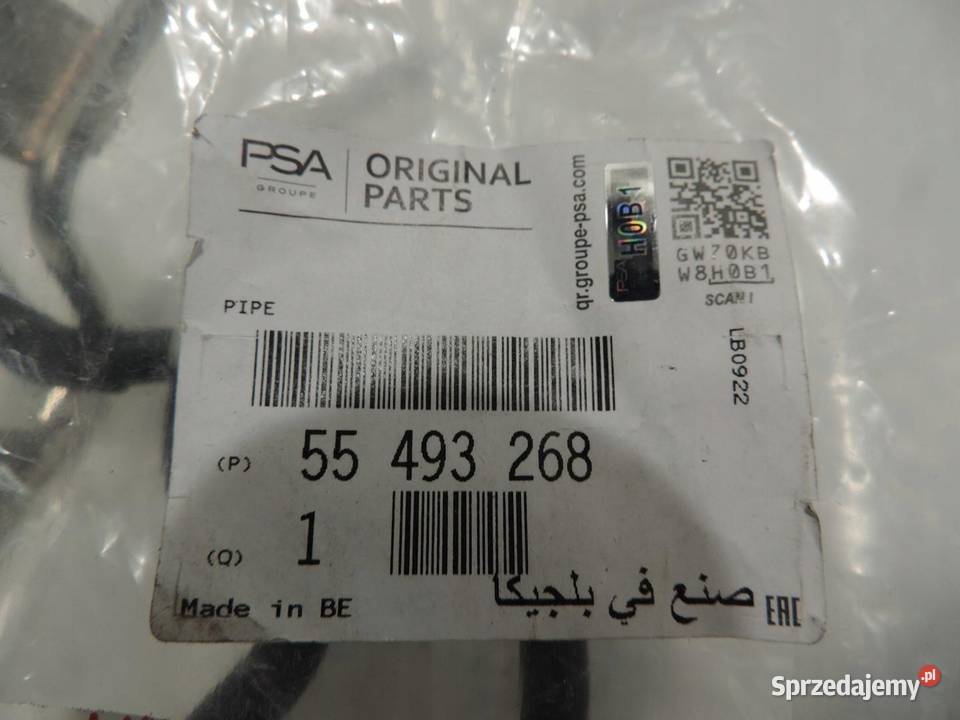 PSA
GROUPE
ORIGINAL
PARTS
qr.groupe-psa.com
PSA
H0B1
GW70KB
W8H0B1
SCAN!
PIPE
LB0922
(P) 55 493 268
(Q) 1
Made in BE
صنع في بلجيكا
EAC
Sprzedajemy.pl